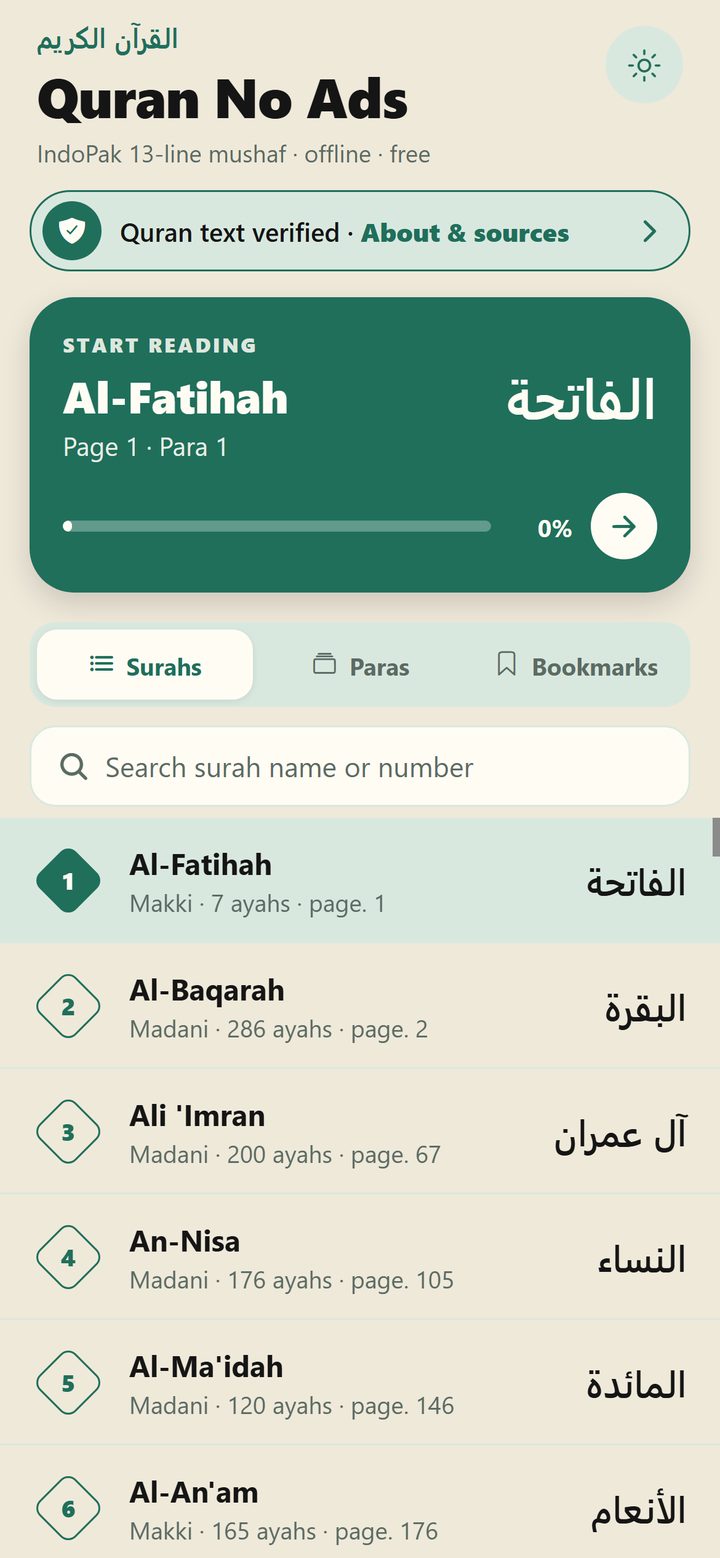 القرآن الكريم
Quran No Ads
IndoPak 13-line mushaf · offline · free
Quran text verified · About & sources
START READING
Al-Fatihah الفاتحة
Page 1 · Para 1
0%
Surahs Paras Bookmarks
Search surah name or number
1 Al-Fatihah الفاتحة
Makki · 7 ayahs · page. 1
2 Al-Baqarah البقرة
Madani · 286 ayahs · page. 2
3 Ali 'Imran آل عمران
Madani · 200 ayahs · page. 67
4 An-Nisa النساء
Madani · 176 ayahs · page. 105
5 Al-Ma'idah المائدة
Madani · 120 ayahs · page. 146
6 Al-An'am الأنعام
Makki · 165 ayahs · page. 176